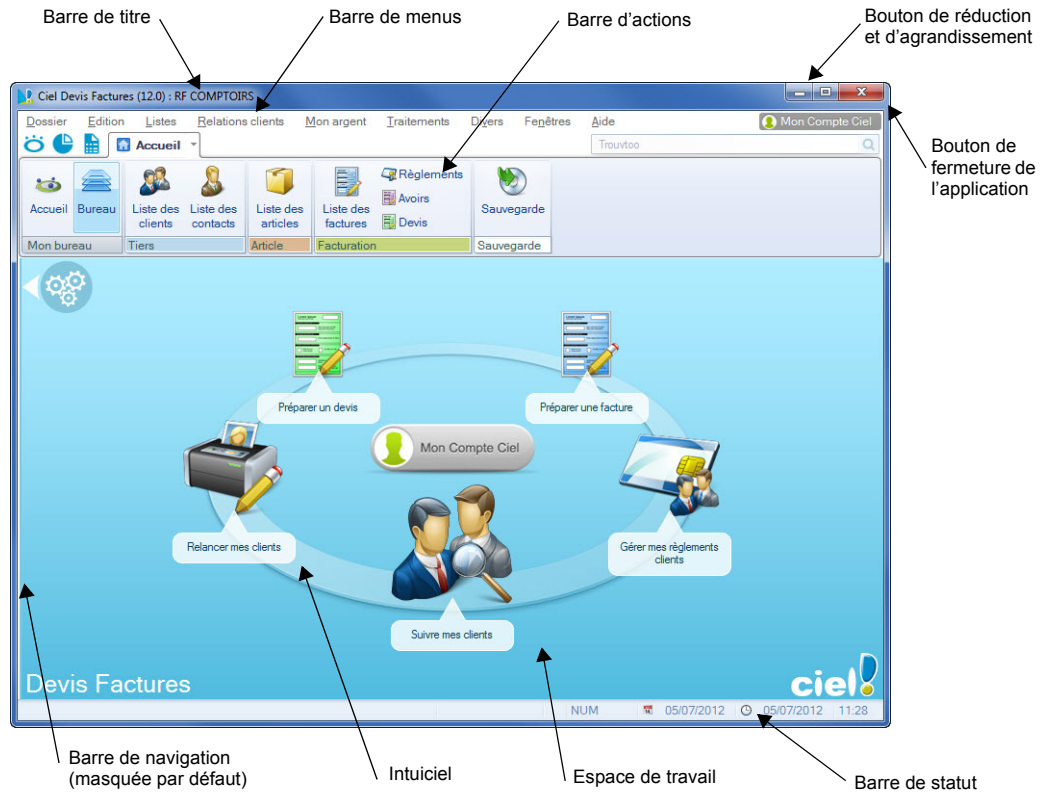 Barre de titre
Barre de menus
Barre d'actions
Bouton de réduction
et d'agrandissement
Ciel Devis Factures (12.0) : RF COMPTOIRS
Dossier Edition Listes Relations clients Mon argent Traitements Divers Fenêtres Aide Mon Compte Ciel
Accueil
Trouvtoo
Bouton de
fermeture de
l'application
Accueil
Bureau
Liste des
clients
Liste des
contacts
Liste des
articles
Liste des
factures
Règlements
Avoirs
Devis
Sauvegarde
Mon bureau Tiers Article Facturation Sauvegarde
Préparer un devis
Préparer une facture
Mon Compte Ciel
Relancer mes clients
Gérer mes règlements
clients
Suivre mes clients
Devis Factures
ciel!
NUM 05/07/2012 05/07/2012 11:28
Barre de navigation
(masquée par défaut)
Intuiciel
Espace de travail
Barre de statut